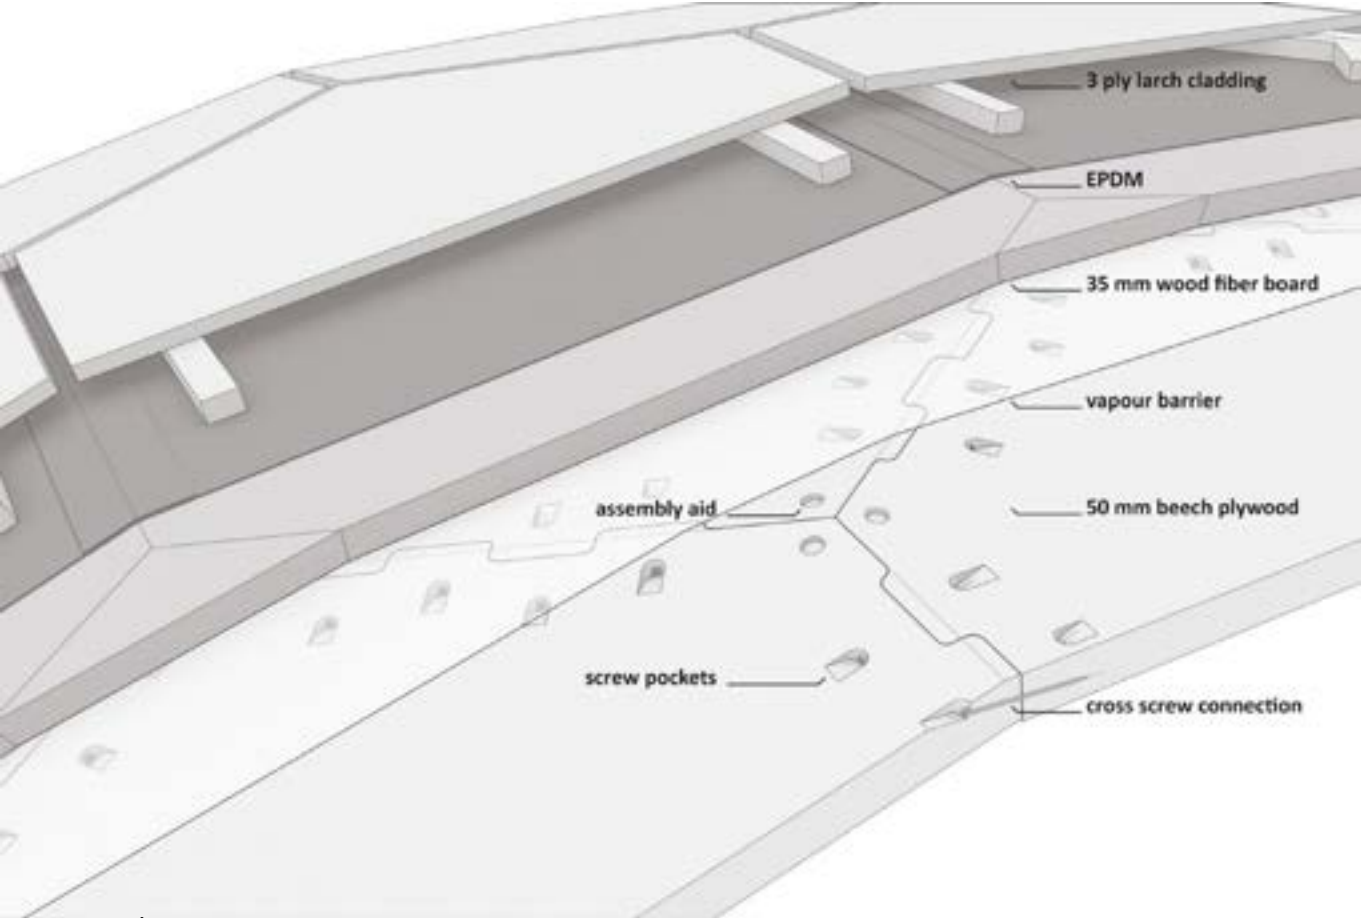 3 ply larch cladding
EPDM
35 mm wood fiber board
vapour barrier
assembly aid
50 mm beech plywood
screw pockets
cross screw connection